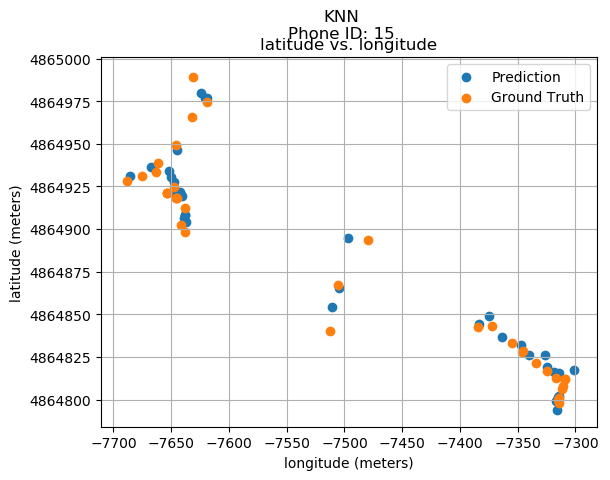 KNN
Phone ID: 15
latitude vs. longitude
4865000
4864975
4864950
4864925
4864900
4864875
4864850
4864825
4864800
latitude (meters)
Prediction
Ground Truth
−7700 −7650 −7600 −7550 −7500 −7450 −7400 −7350 −7300
longitude (meters)